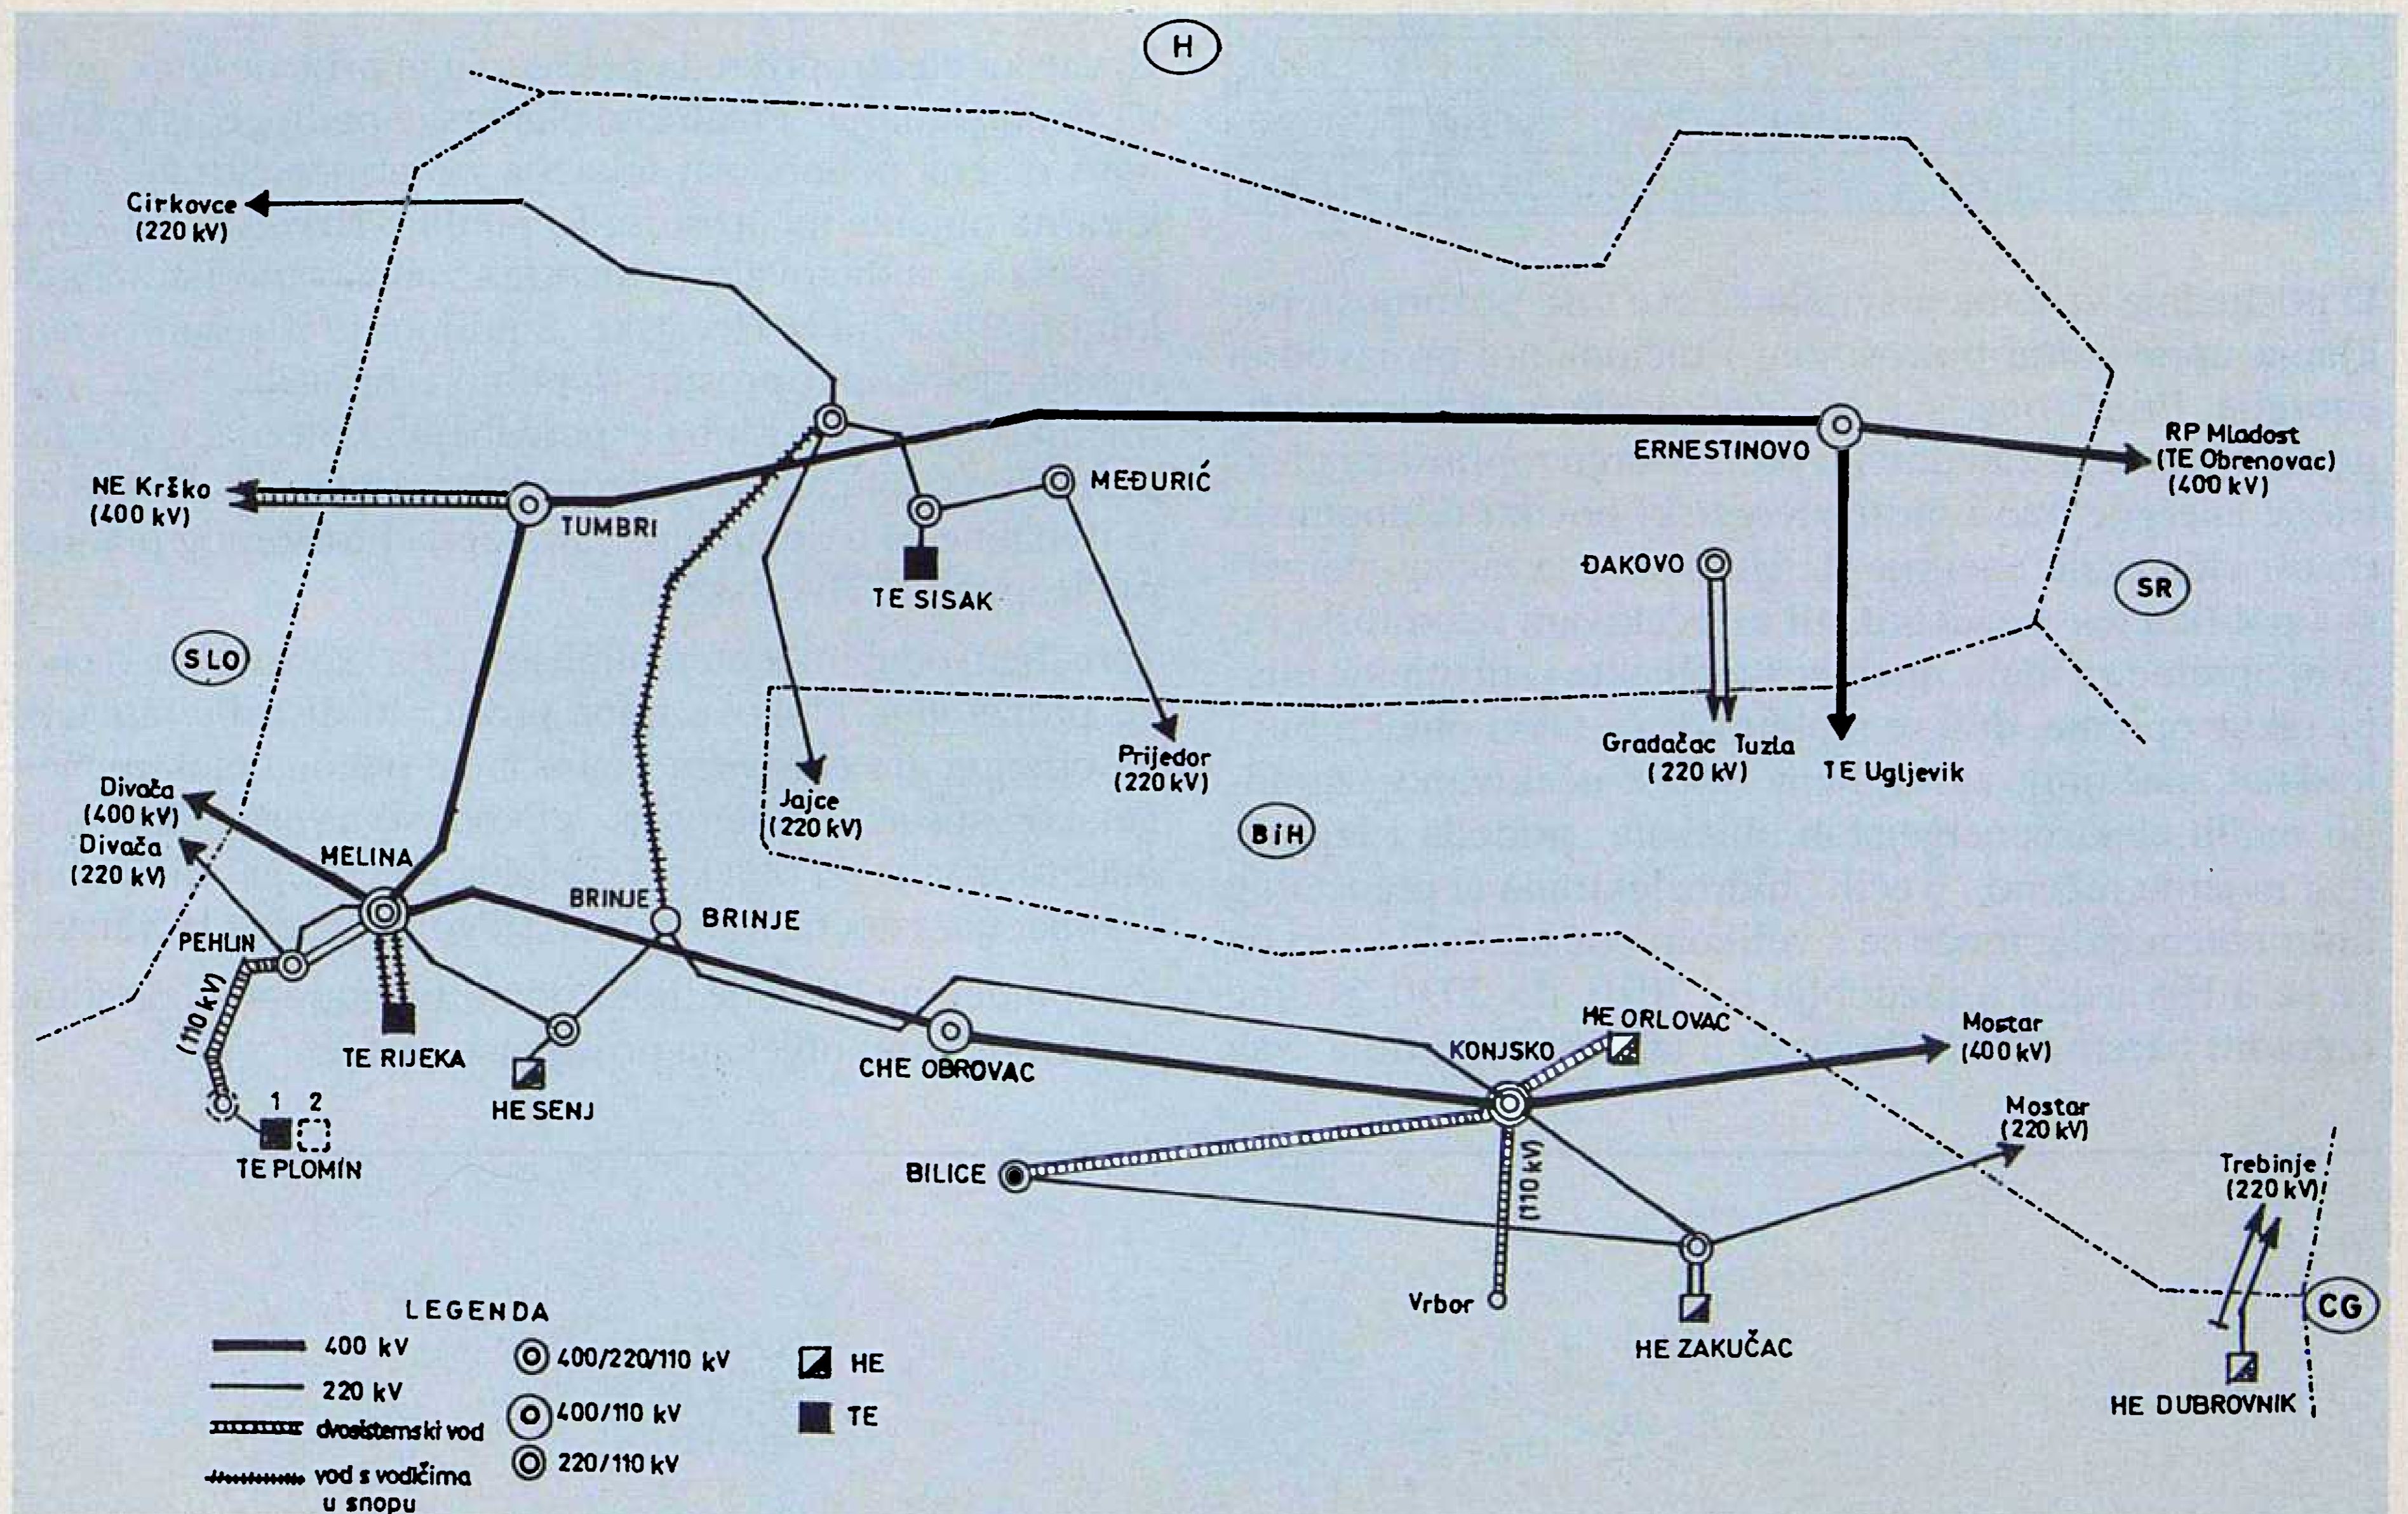 H
Cirkovce
(220 kV)
NE Krško
(400 kV)
TUMBRI
MEĐURIĆ
TE SISAK
ERNESTINOVO
RP Mladost
(TE Obrenovac)
(400 kV)
ĐAKOVO
SR
SLO
Gradačac Tuzla
(220 kV)
TE Ugljevik
Prijedor
(220 kV)
Jajce
(220 kV)
BiH
Divača
(400 kV)
Divača
(220 kV)
MELINA
PEHLIN
(110 kV)
BRINJE
BRINJE
TE RIJEKA
HE SENJ
1 2
TE PLOMIN
CHE OBROVAC
KONJSKO
HE ORLOVAC
Mostar
(400 kV)
Mostar
(220 kV)
BILICE
(110 kV)
Vrbor
HE ZAKUČAC
Trebinje
(220 kV)
CG
HE DUBROVNIK
LEGENDA
400 kV
220 kV
dvosistemski vod
vod s vodičima
u snopu
400/220/110 kV
400/110 kV
220/110 kV
HE
TE